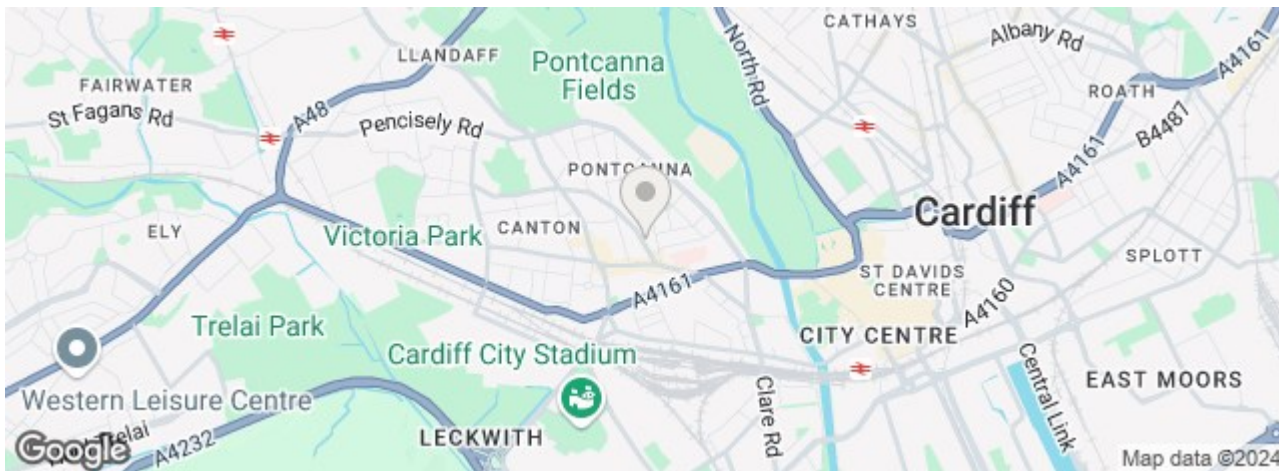 CATHAYS
Albany Rd
A4161
LLANDAFF
Pontcanna
Fields
North Rd
FAIRWATER
ROATH
St Fagans Rd
A48
Pencisely Rd
B4487
PONTCANNA
A4161
Cardiff
ELY
Victoria Park
CANTON
SPLOTT
ST DAVIDS
CENTRE
A4161
A4160
Trelai Park
CITY CENTRE
Cardiff City Stadium
EAST MOORS
Western Leisure Centre
Clare Rd
Central Link
Trelai
A4232
LECKWITH
Google
Map data ©2024